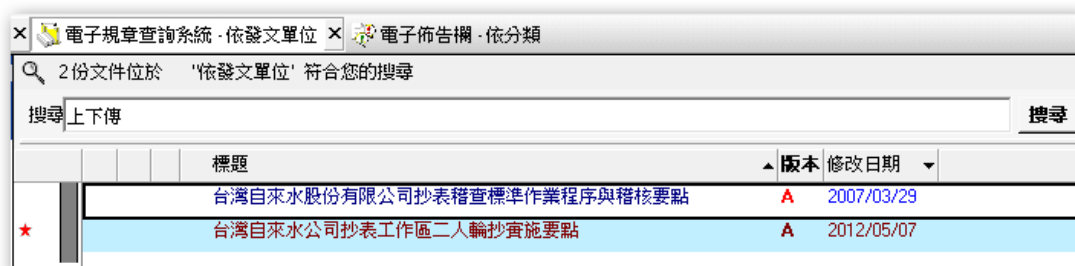 電子規章查詢系統 - 依發文單位 電子佈告欄 - 依分類
2份文件位於 '依發文單位' 符合您的搜尋
搜尋 上下傳 搜尋
標題 版本 修改日期
台灣自來水股份有限公司抄表稽查標準作業程序與稽核要點 A 2007/03/29
台灣自來水公司抄表工作區二人輪抄實施要點 A 2012/05/07